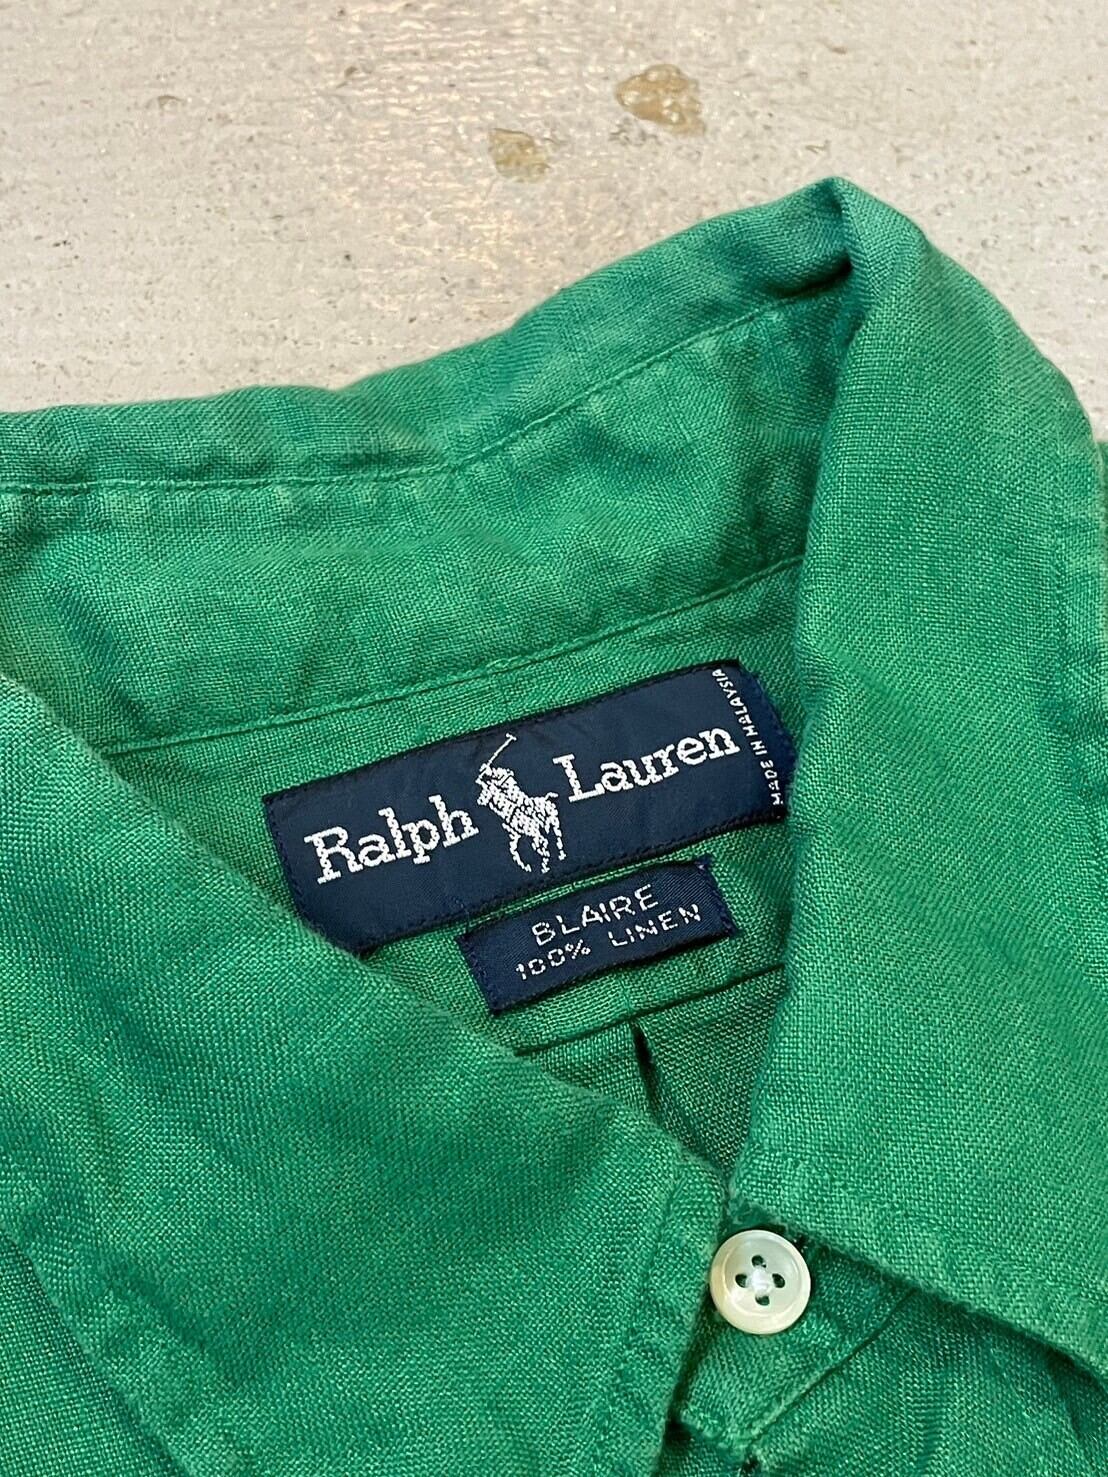 Ralph Lauren
MADE IN MALAYSIA
BLAIRE
100% LINEN